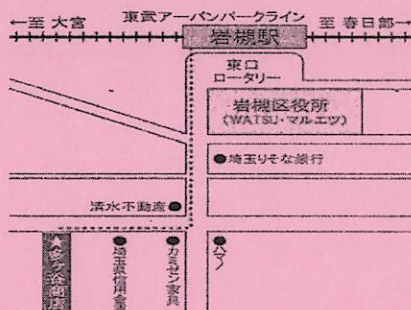 東武アーバンパークライン
←至 大宮
至 春日部→
岩槻駅
東口
ロータリー
岩槻区役所
(WATSU・マルエツ)
●埼玉りそな銀行
清水不動産●
●埼玉県信用金庫
●カミゼン家具
●ハマノ